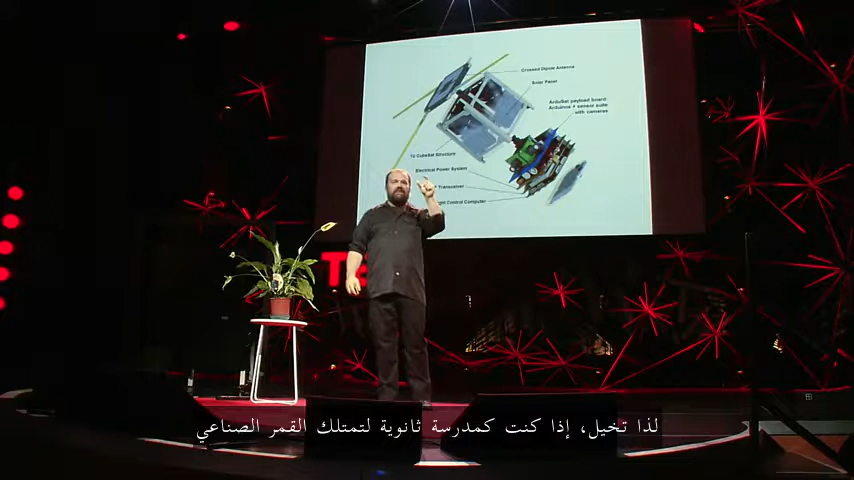 Crossed Dipole Antenna
Solar Panel
ArduSat payload board:
Arduinos + sensor suite
with cameras
1U CubeSat Structure
Electrical Power System
Transceiver
Control Computer
TE
لذا تخيل، إذا كنت كمدرسة ثانوية لتمتلك القمر الصناعي